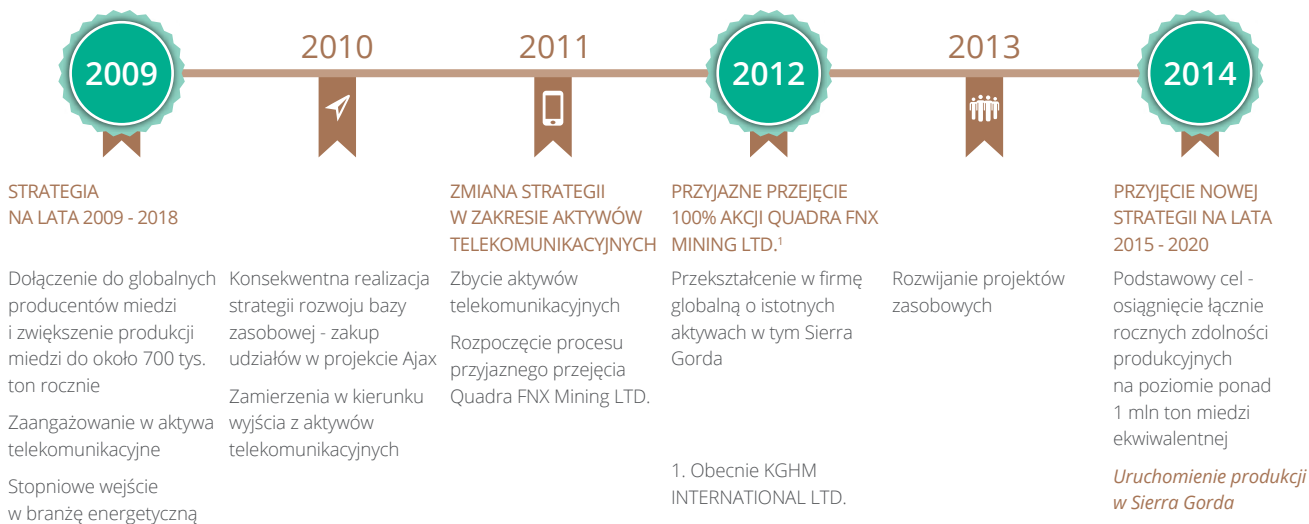 2009
STRATEGIA
NA LATA 2009 - 2018
Dołączenie do globalnych
producentów miedzi
i zwiększenie produkcji
miedzi do około 700 tys.
ton rocznie
Zaangażowanie w aktywa
telekomunikacyjne
Stopniowe wejście
w branżę energetyczną
2010
Konsekwentna realizacja
strategii rozwoju bazy
zasobowej - zakup
udziałów w projekcie Ajax
Zamierzenia w kierunku
wyjścia z aktywów
telekomunikacyjnych
2011
ZMIANA STRATEGII
W ZAKRESIE AKTYWÓW
TELEKOMUNIKACYJNYCH
Zbycie aktywów
telekomunikacyjnych
Rozpoczęcie procesu
przyjaznego przejęcia
Quadra FNX Mining LTD.
2012
PRZYJAZNE PRZEJĘCIE
100% AKCJI QUADRA FNX
MINING LTD.¹
Przekształcenie w firmę
globalną o istotnych
aktywach w tym Sierra
Gorda
1. Obecnie KGHM
INTERNATIONAL LTD.
2013
Rozwijanie projektów
zasobowych
2014
PRZYJĘCIE NOWEJ
STRATEGII NA LATA
2015 - 2020
Podstawowy cel -
osiągnięcie łącznie
rocznych zdolności
produkcyjnych
na poziomie ponad
1 mln ton miedzi
ekwiwalentnej
Uruchomienie produkcji
w Sierra Gorda